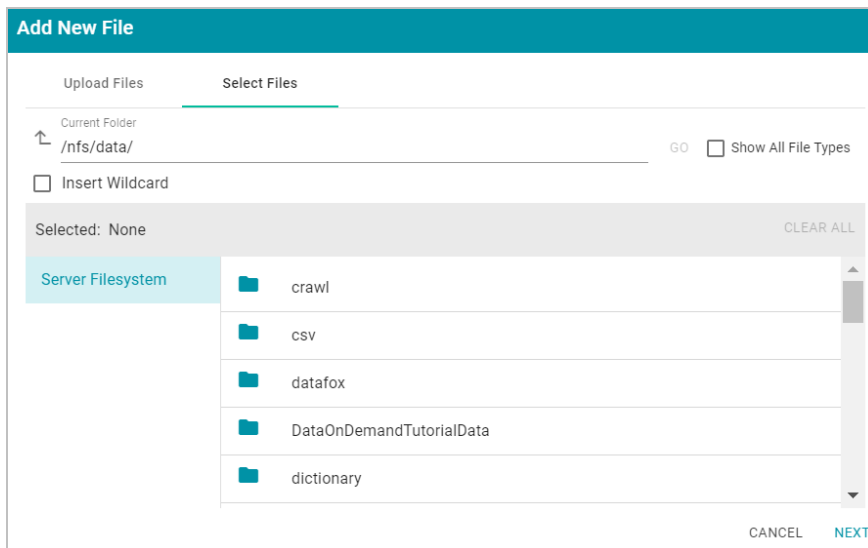 Add New File
Upload Files Select Files
Current Folder
/nfs/data/ GO Show All File Types
Insert Wildcard
Selected: None CLEAR ALL
Server Filesystem crawl
csv
datafox
DataOnDemandTutorialData
dictionary
CANCEL NEXT